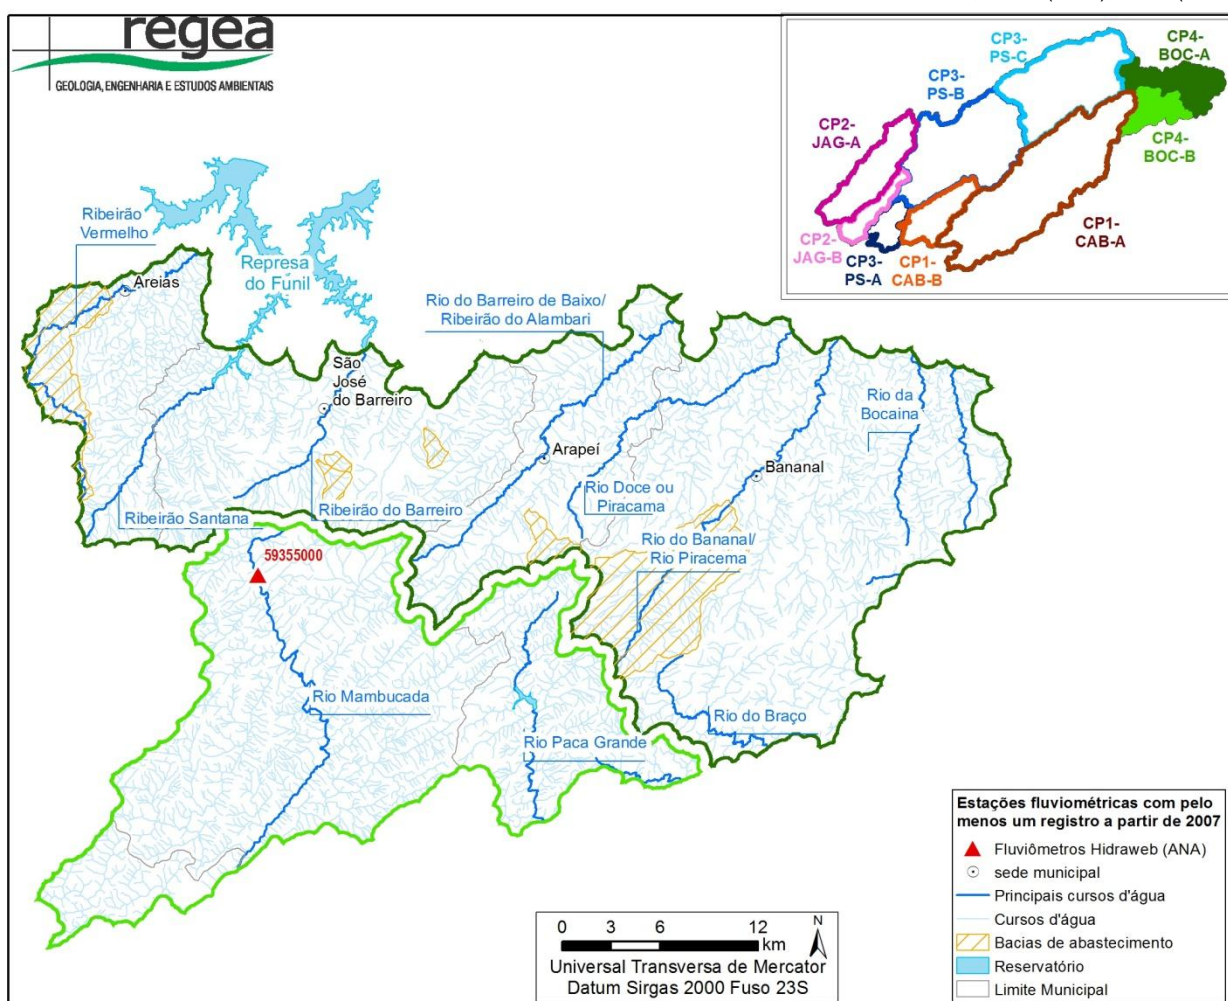 regea
GEOLOGIA, ENGENHARIA E ESTUDOS AMBIENTAIS
CP3-
PS-C
CP4-
BOC-A
CP3-
PS-B
CP2-
JAG-A
CP4-
BOC-B
CP1-
CAB-A
CP2-
JAG-B
CP3-
PS-A
CP1-
CAB-B
Ribeirão
Vermelho
Areias
Represa
do Funil
Rio do Barreiro de Baixo/
Ribeirão do Alambari
São
José
do Barreiro
Rio da
Bocaina
Arapeí
Bananal
Rio Doce ou
Piracama
Ribeirão Santana
Ribeirão do Barreiro
Rio do Bananal/
Rio Piracema
59355000
Rio Mambucada
Rio do Braço
Rio Paca Grande
Estações fluviométricas com pelo
menos um registro a partir de 2007
Fluviômetros Hidraweb (ANA)
sede municipal
Principais cursos d'água
Cursos d'água
Bacias de abastecimento
Reservatório
Limite Municipal
0 3 6 12
km
N
Universal Transversa de Mercator
Datum Sirgas 2000 Fuso 23S